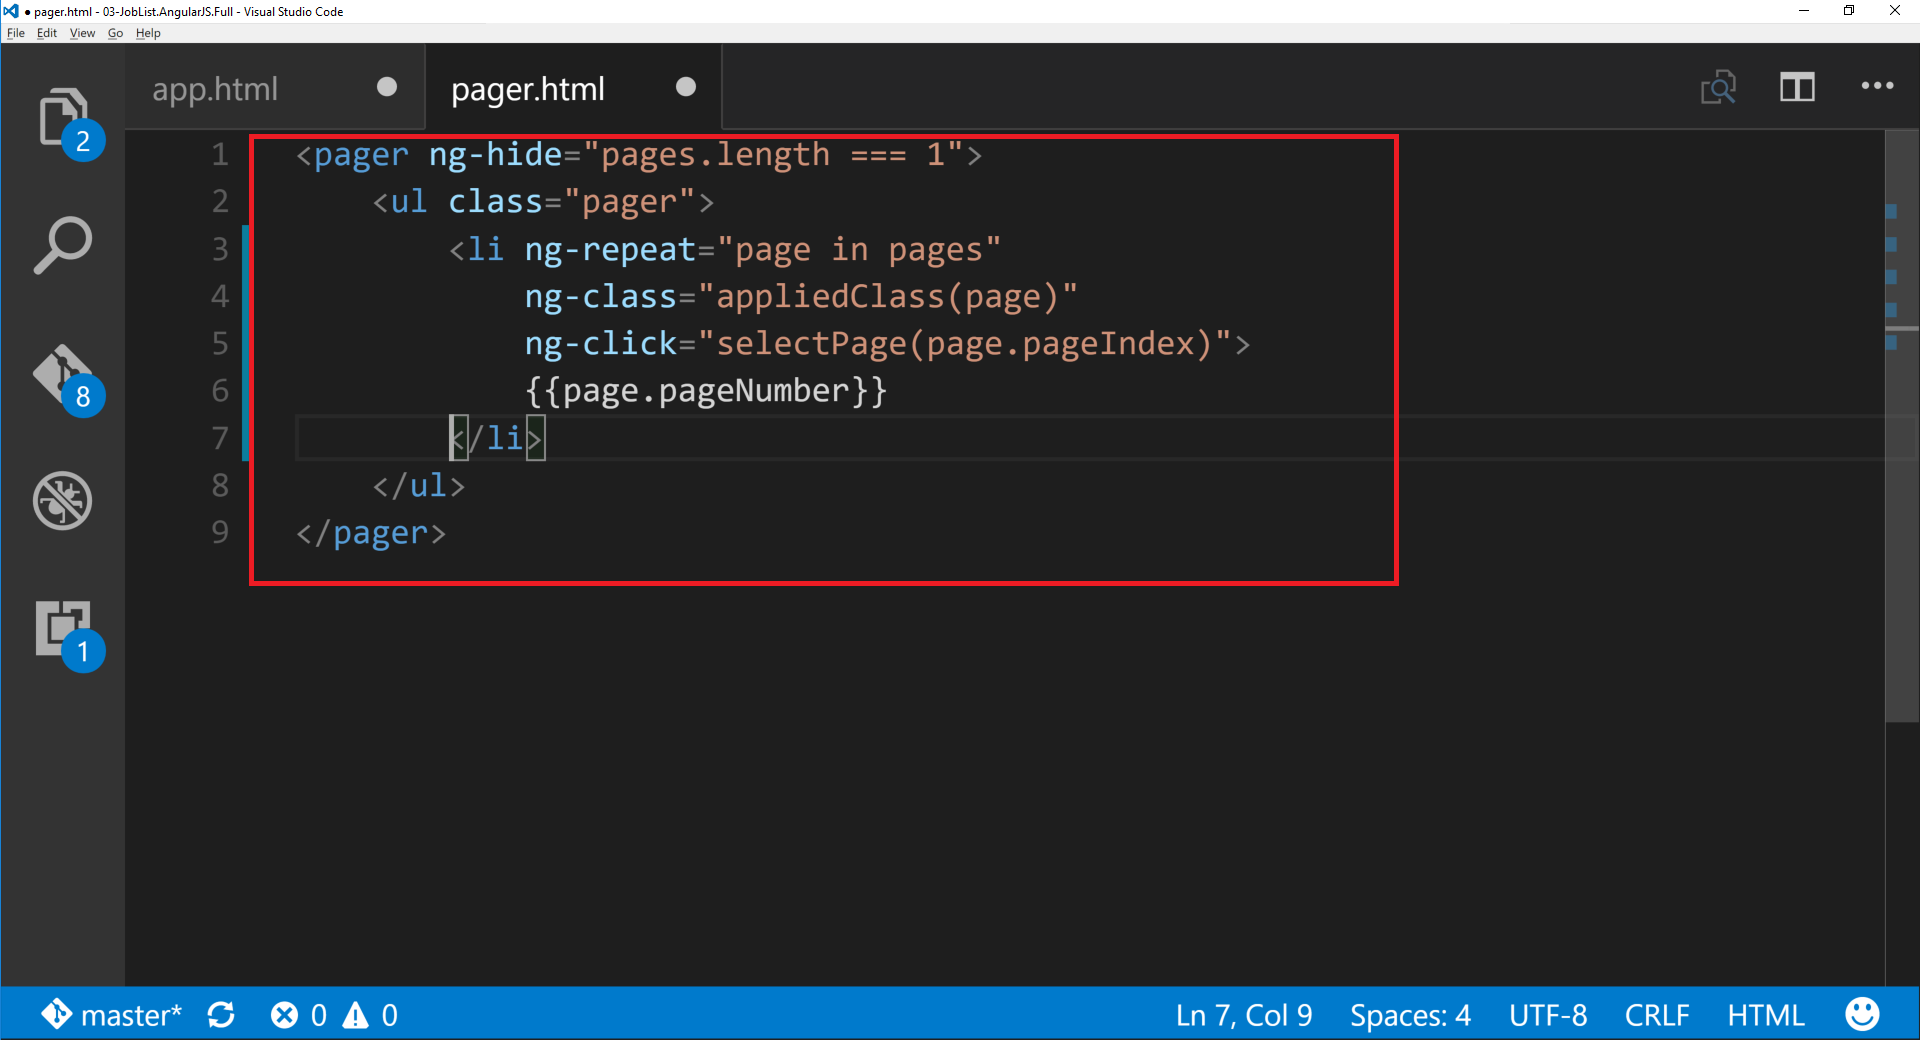 ● pager.html - 03-JobList.AngularJS.Full - Visual Studio Code
File Edit View Go Help
app.html pager.html
1 <pager ng-hide="pages.length === 1">
2 <ul class="pager">
3 <li ng-repeat="page in pages"
4 ng-class="appliedClass(page)"
5 ng-click="selectPage(page.pageIndex)">
6 {{page.pageNumber}}
7 </li>
8 </ul>
9 </pager>
2
8
1
master* 0 0 Ln 7, Col 9 Spaces: 4 UTF-8 CRLF HTML